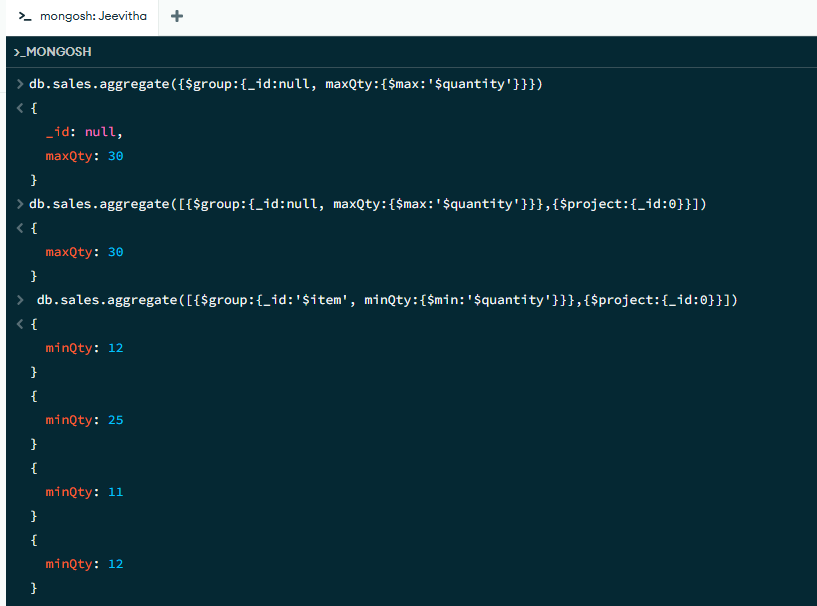 >_ mongosh: Jeevitha +
>_MONGOSH
> db.sales.aggregate({$group:{_id:null, maxQty:{$max:'$quantity'}}})
< {
_id: null,
maxQty: 30
}
> db.sales.aggregate([{$group:{_id:null, maxQty:{$max:'$quantity'}}},{$project:{_id:0}}])
< {
maxQty: 30
}
> db.sales.aggregate([{$group:{_id:'$item', minQty:{$min:'$quantity'}}},{$project:{_id:0}}])
< {
minQty: 12
}
{
minQty: 25
}
{
minQty: 11
}
{
minQty: 12
}